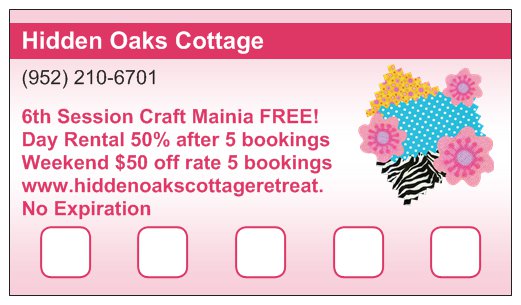 Hidden Oaks Cottage
(952) 210-6701
6th Session Craft Mainia FREE!
Day Rental 50% after 5 bookings
Weekend $50 off rate 5 bookings
www.hiddenoakscottageretreat.
No Expiration